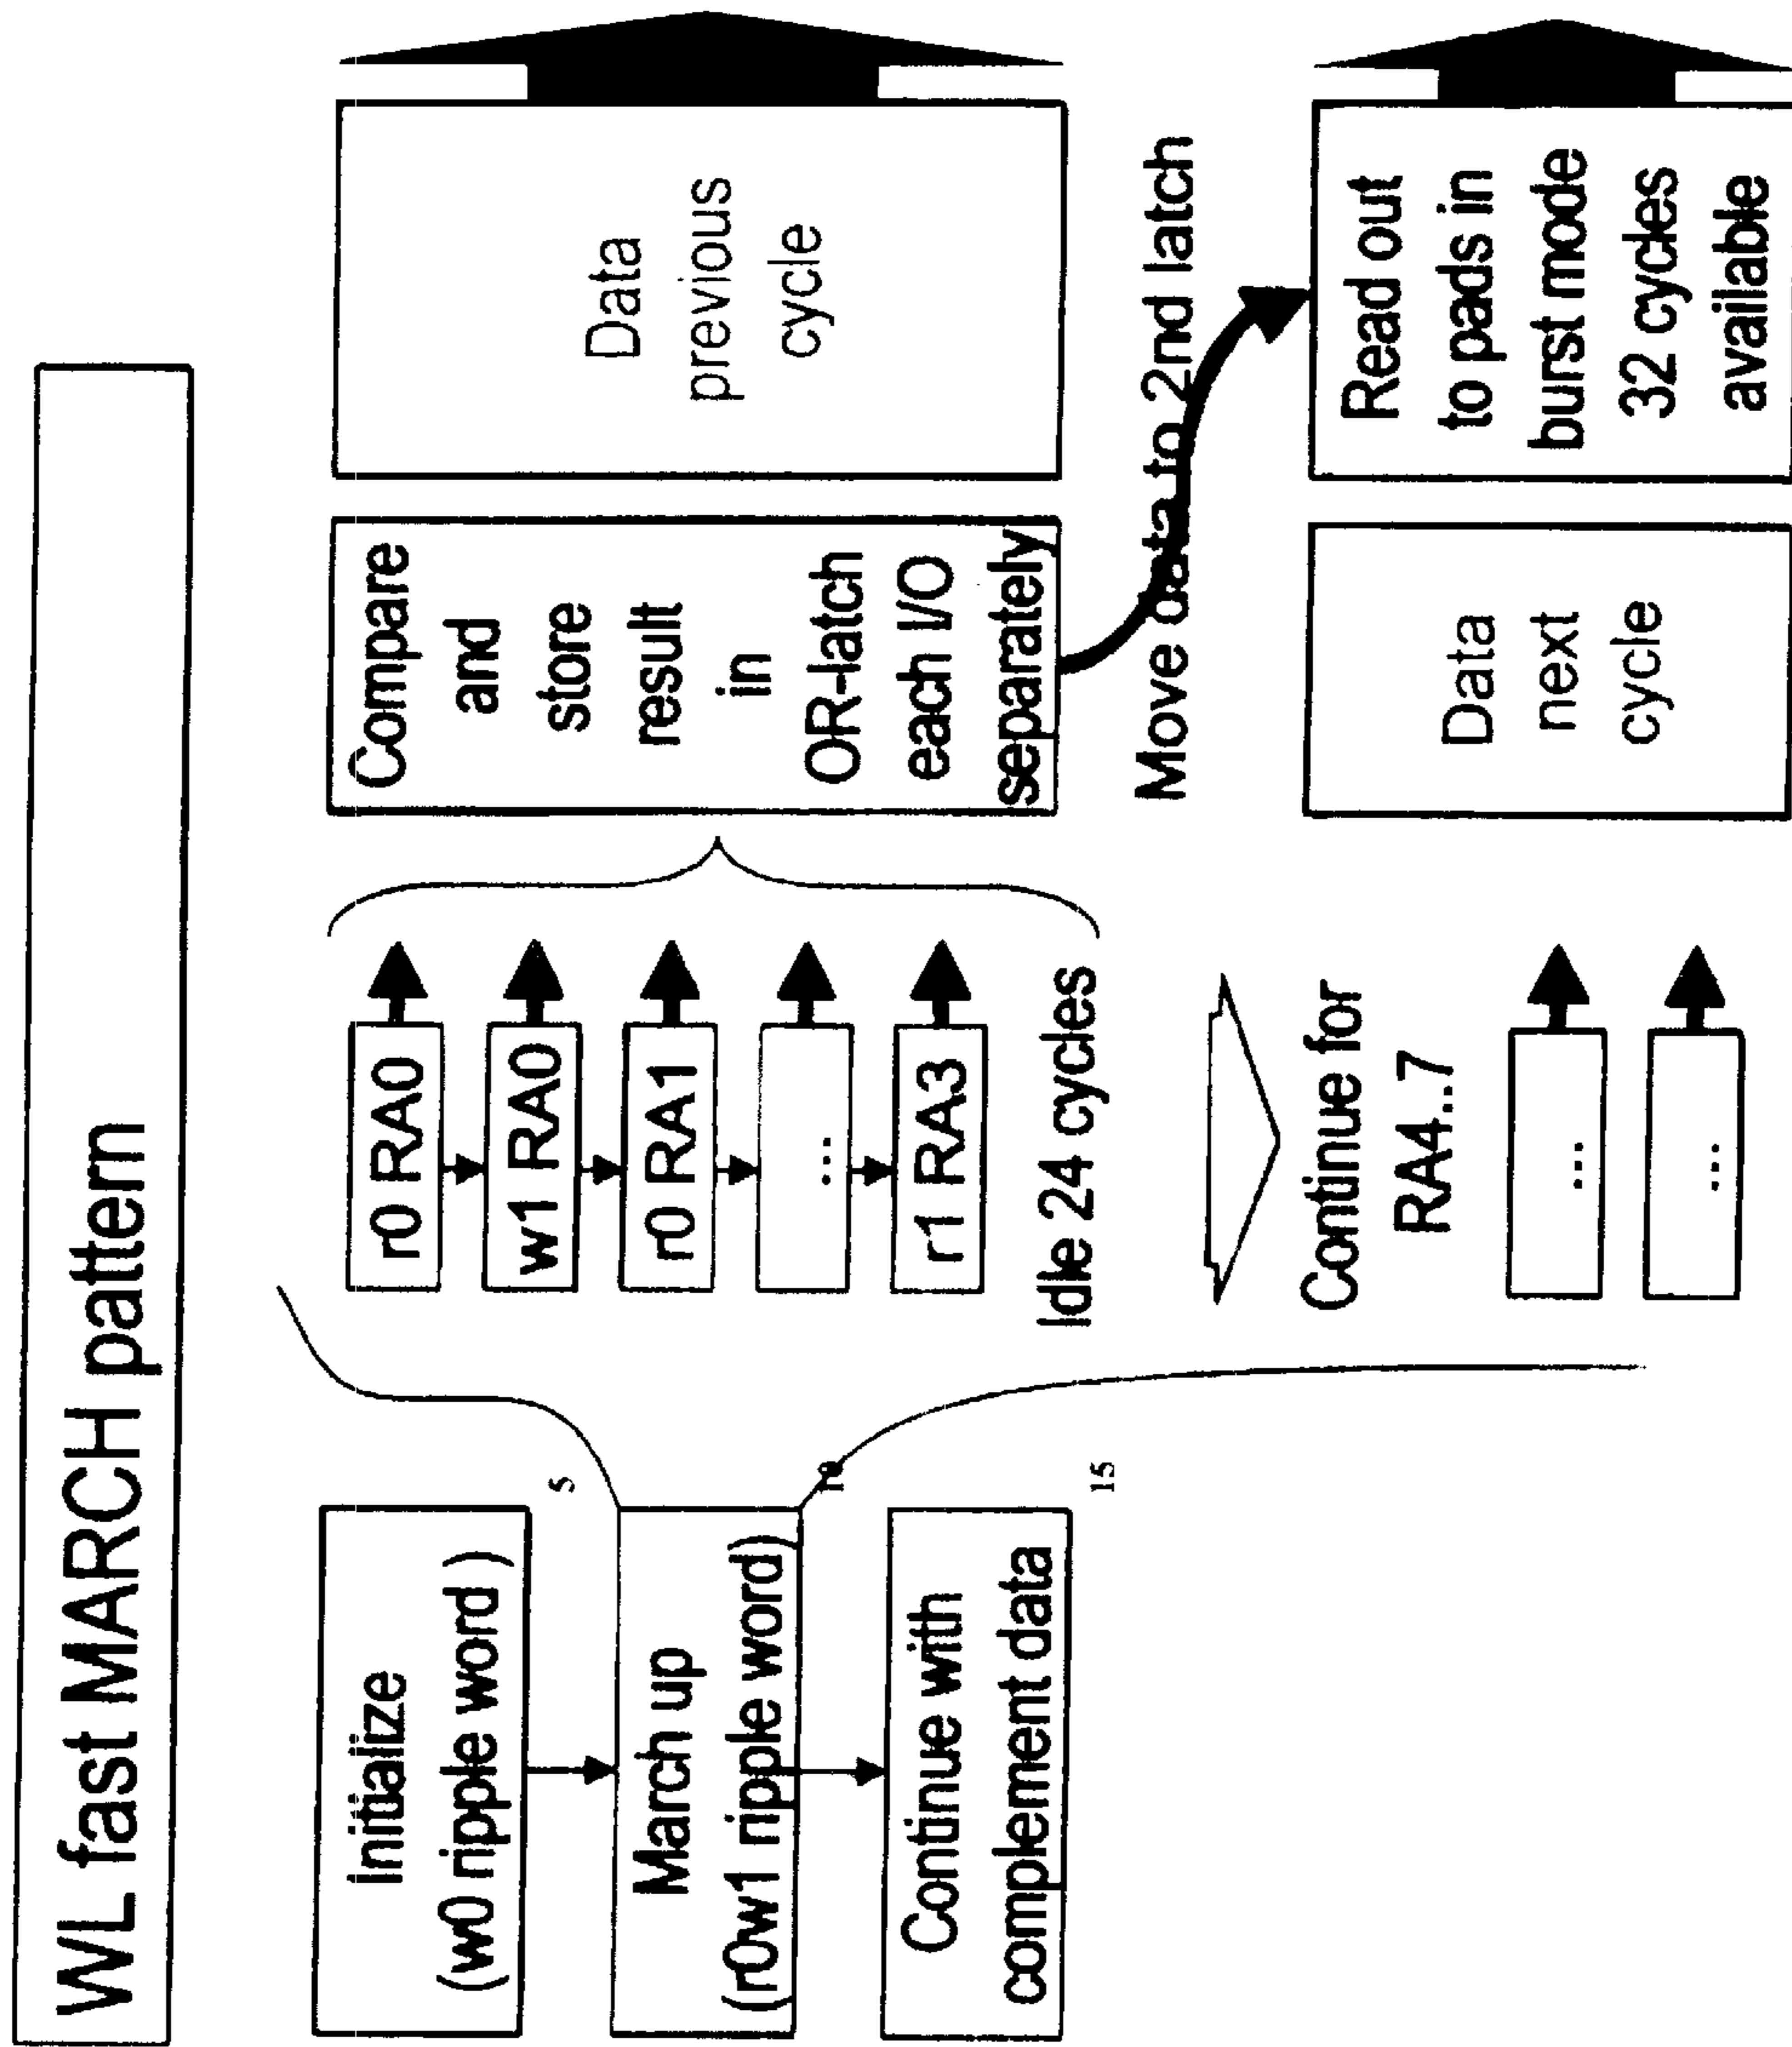 WL fast MARCH pattern
Initialize
(w0 ripple word )
5
March up
(r0w1 ripple word)
Continue with
complement data
15
r0 RA0
w1 RA0
r0 RA1
...
r1 RA3
Idle 24 cycles
Continue for
RA4..7
...
...
Compare
and
store
result
in
OR-latch
each I/O
separately
Data
previous
cycle
Move data to 2nd latch
Data
next
cycle
Read out
to pads in
burst mode
32 cycles
available